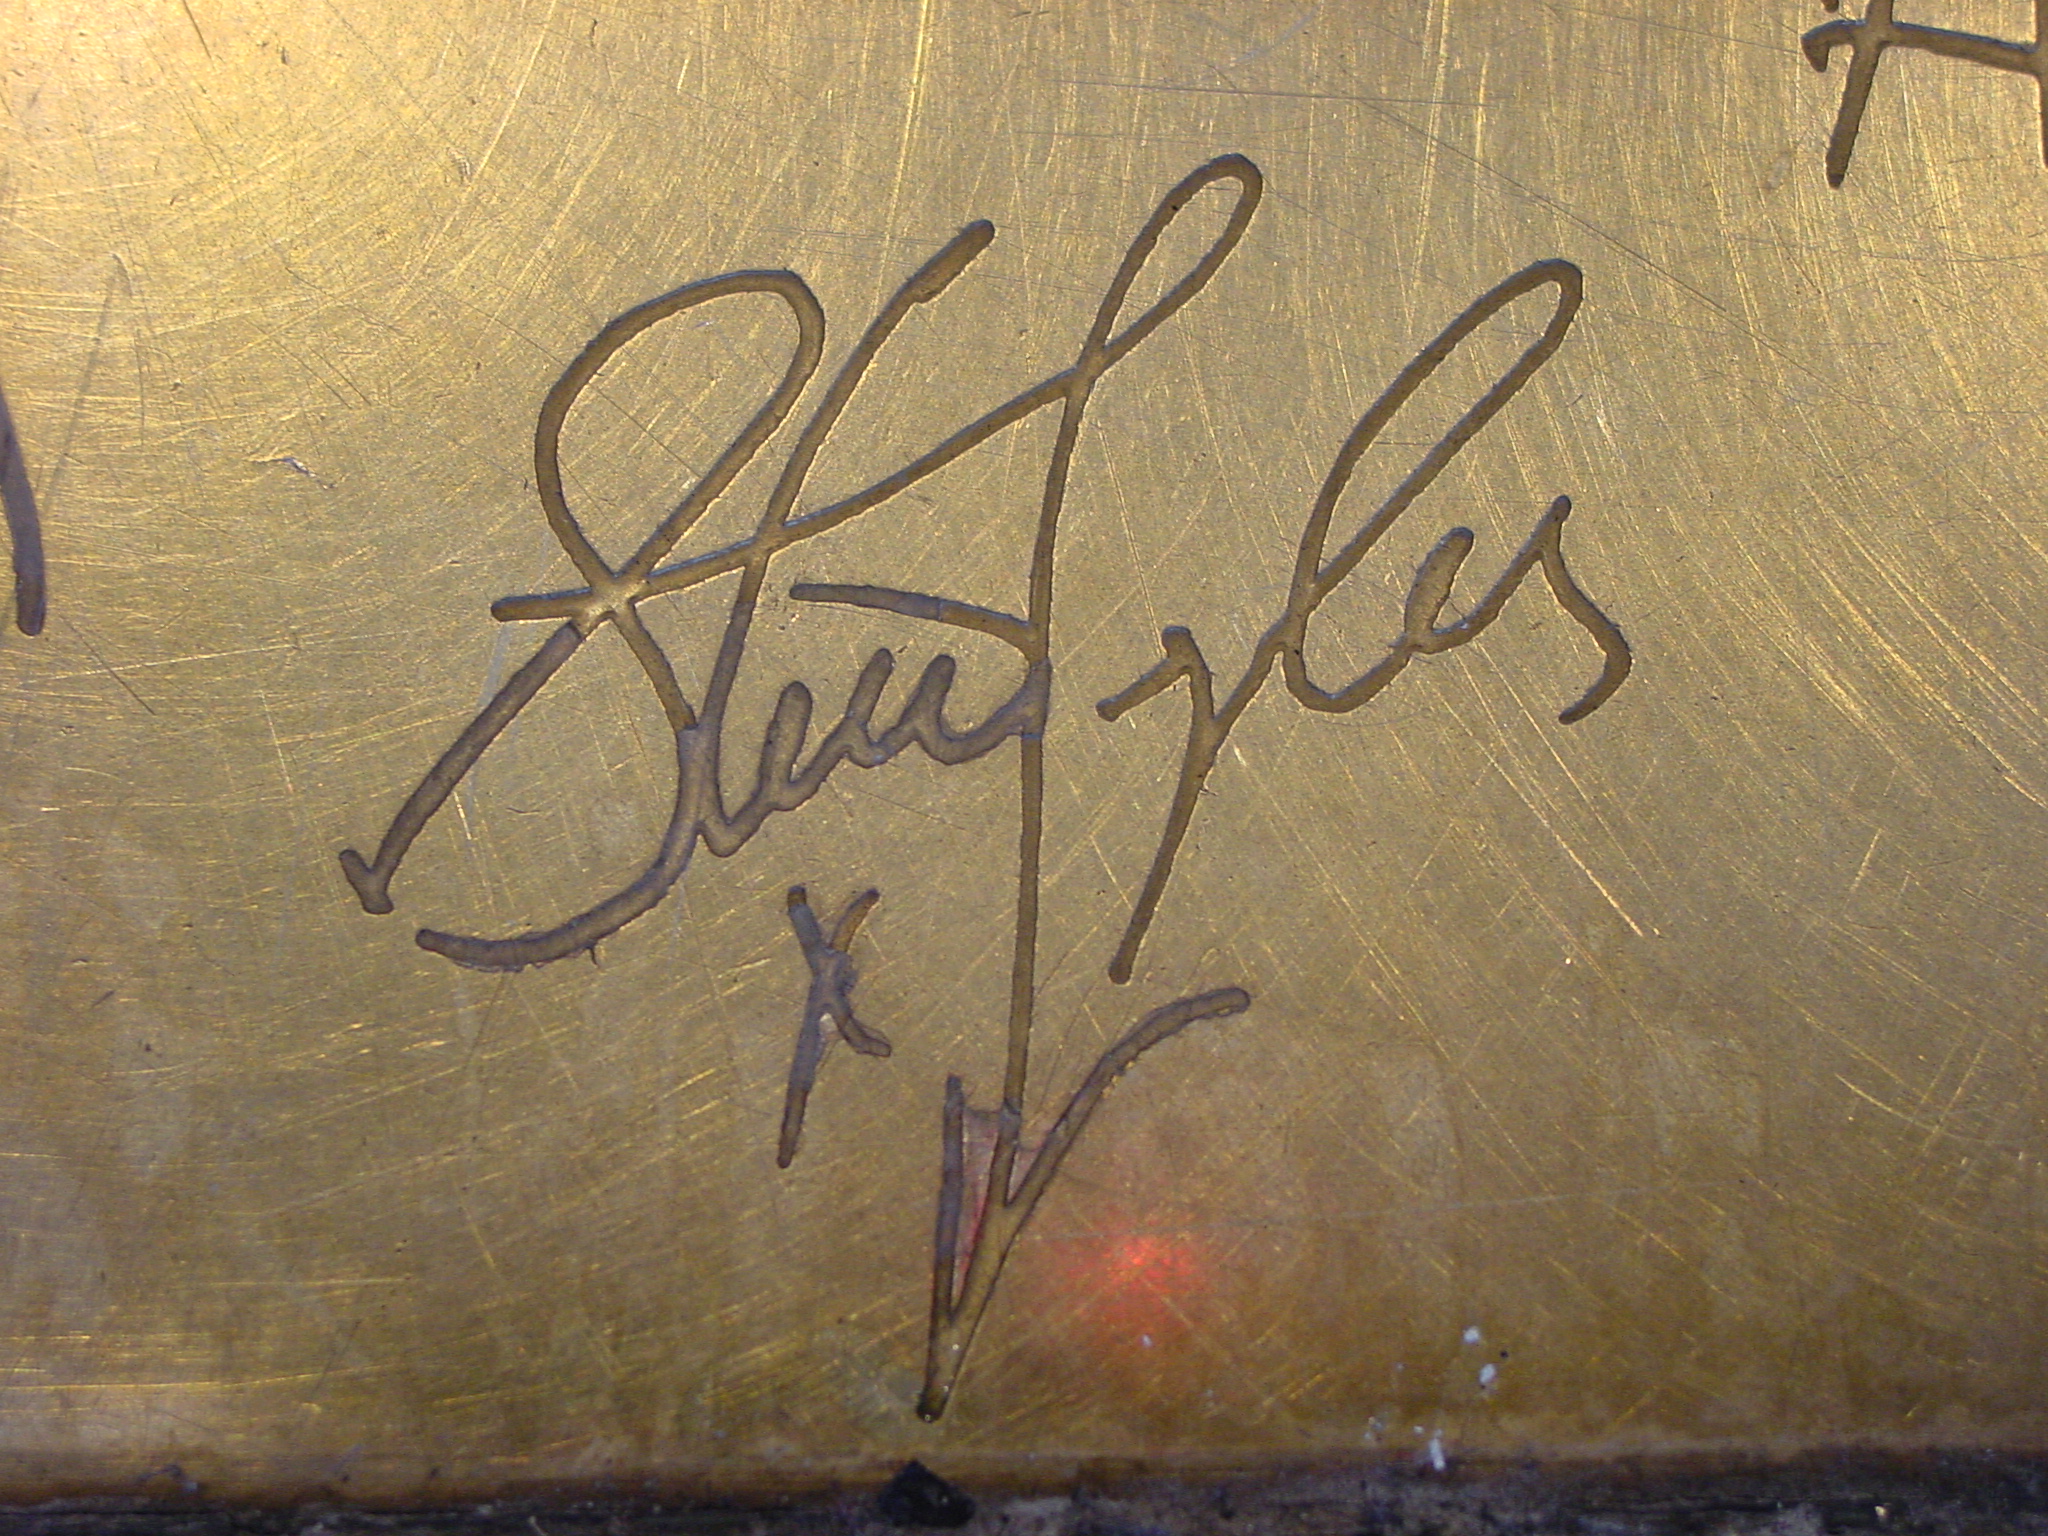 Steven Tyler
x